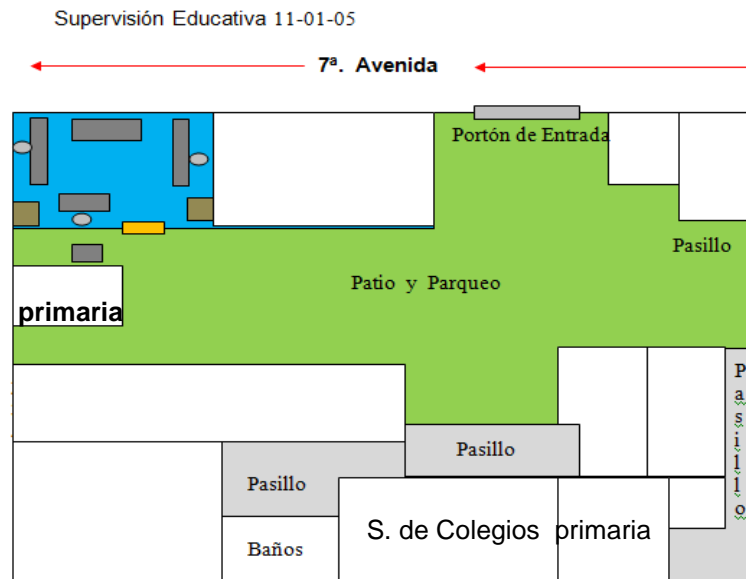 Supervisión Educativa 11-01-05
7ª. Avenida
Portón de Entrada
Pasillo
Patio y Parqueo
primaria
Pasillo
Pasillo
Pasillo
Baños
S. de Colegios primaria